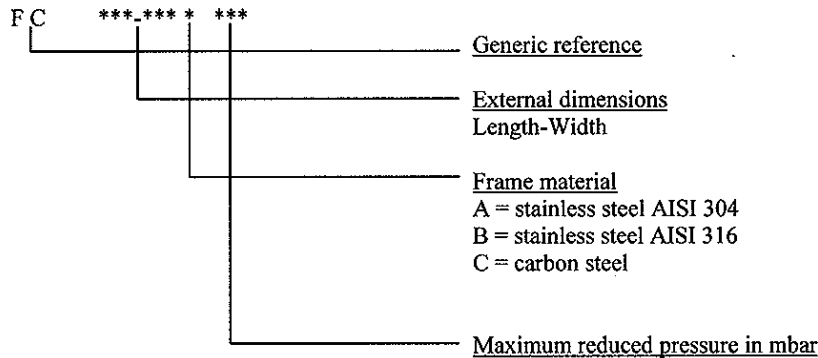 F C ***-*** * ***
Generic reference
External dimensions
Length-Width
Frame material
A = stainless steel AISI 304
B = stainless steel AISI 316
C = carbon steel
Maximum reduced pressure in mbar